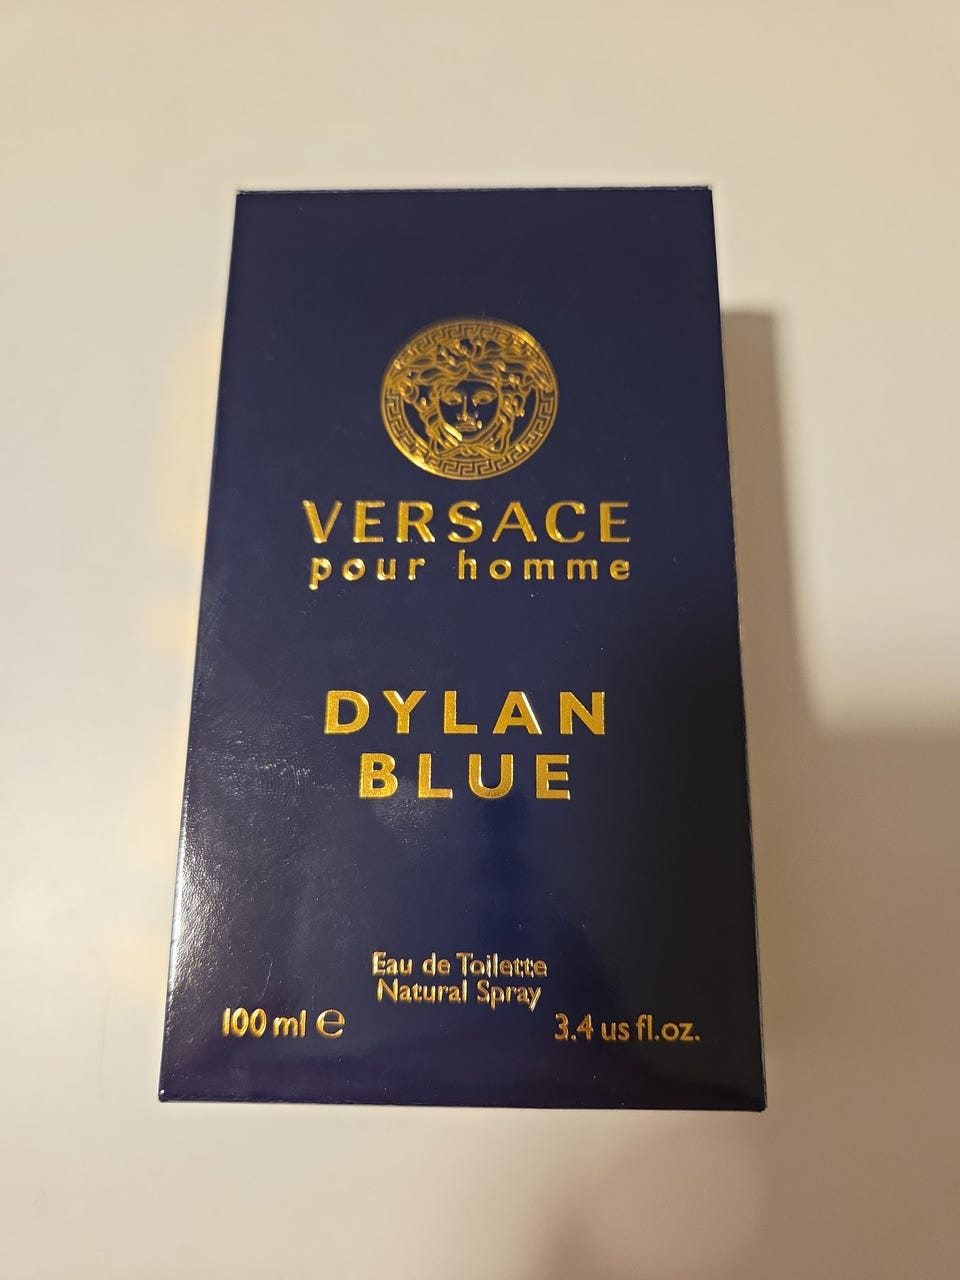 VERSACE
pour homme
DYLAN
BLUE
Eau de Toilette
Natural Spray
100 ml ℮
3.4 us fl.oz.